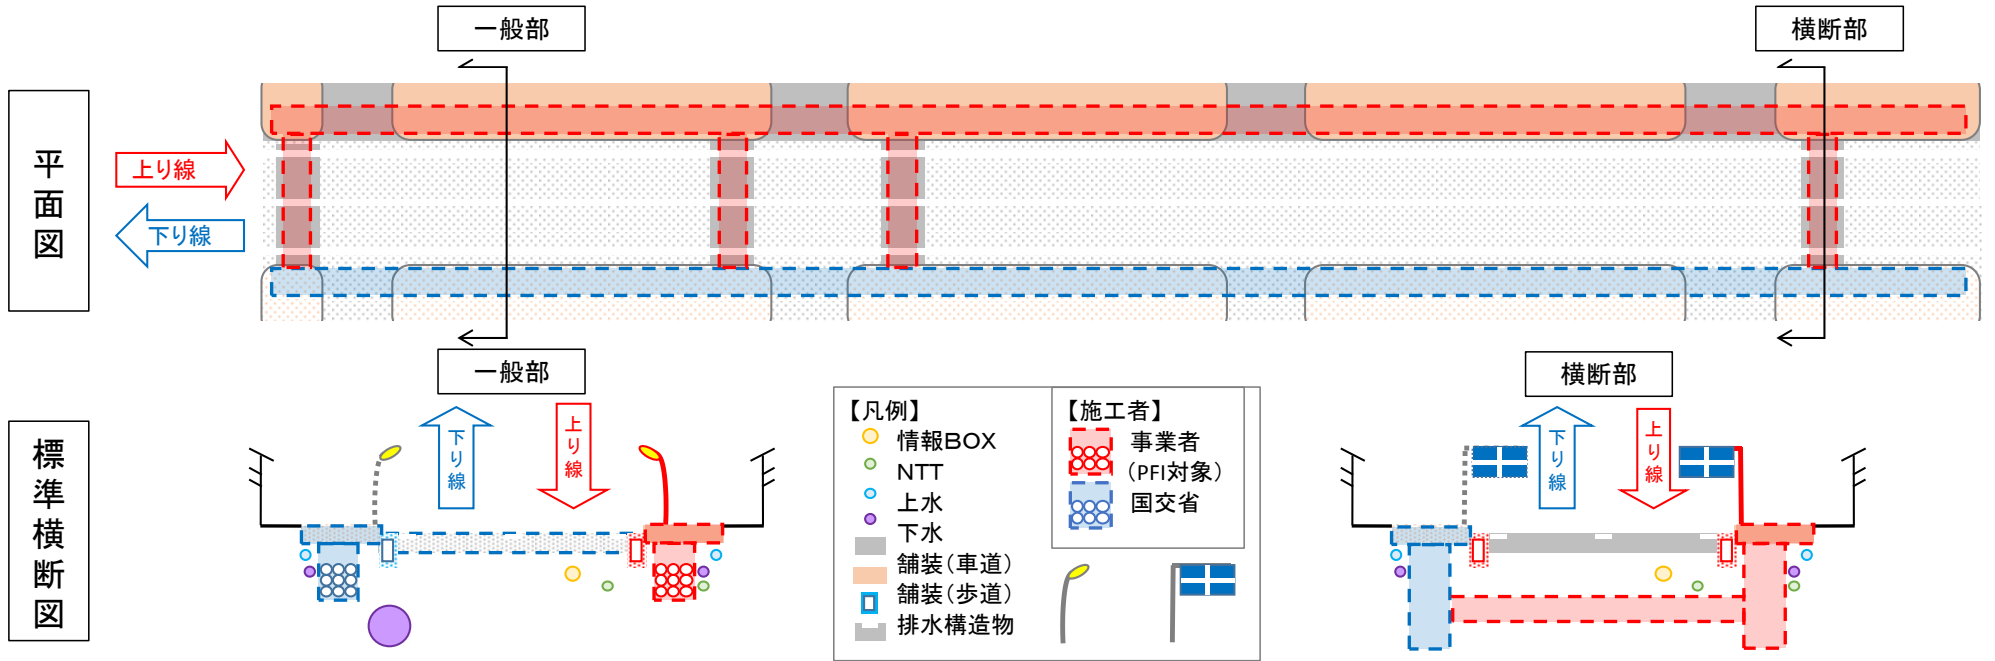 一般部
横断部
平面図
上り線
下り線
一般部
横断部
標準横断図
下り線
上り線
【凡例】
情報BOX
NTT
上水
下水
舗装(車道)
舗装(歩道)
排水構造物
【施工者】
事業者
(PFI対象)
国交省
下り線
上り線